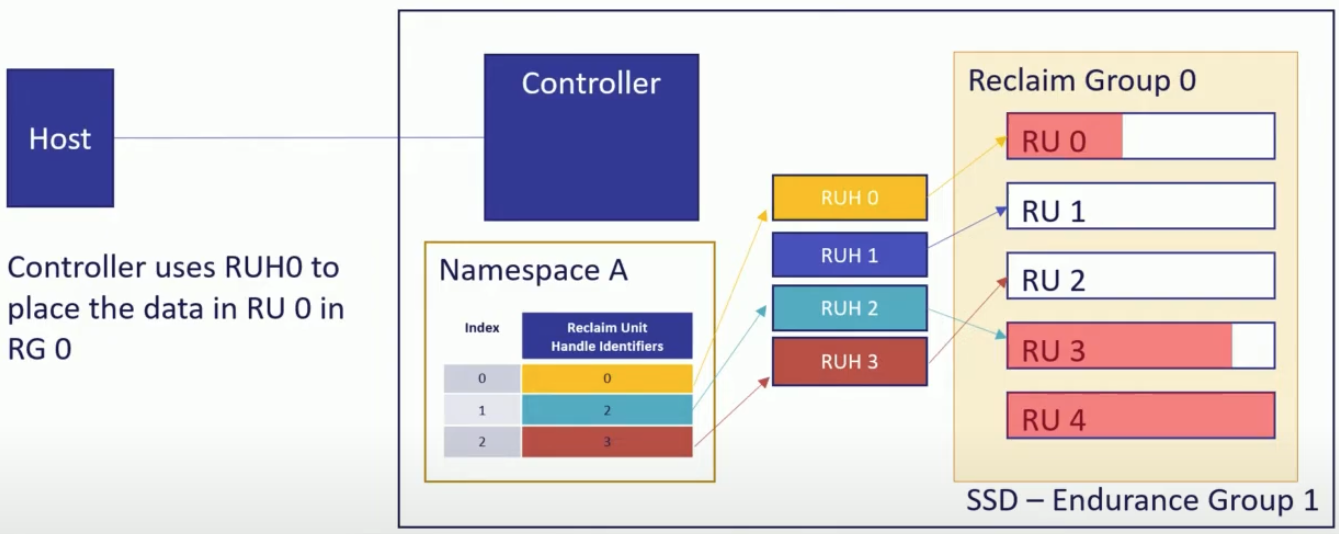 Host
Controller uses RUH0 to
place the data in RU 0 in
RG 0
Controller
Namespace A
Index
Reclaim Unit
Handle Identifiers
0 0
1 2
2 3
RUH 0
RUH 1
RUH 2
RUH 3
Reclaim Group 0
RU 0
RU 1
RU 2
RU 3
RU 4
SSD – Endurance Group 1